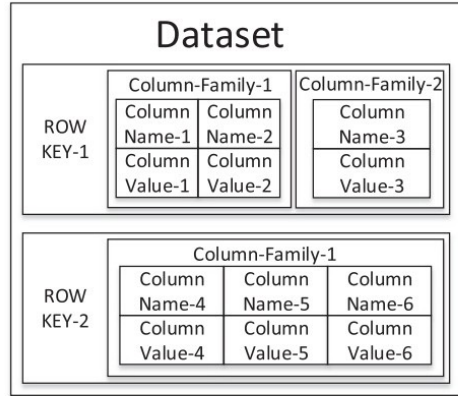 Dataset
ROW
KEY-1
Column-Family-1
Column
Name-1
Column
Name-2
Column
Value-1
Column
Value-2
Column-Family-2
Column
Name-3
Column
Value-3
ROW
KEY-2
Column-Family-1
Column
Name-4
Column
Name-5
Column
Name-6
Column
Value-4
Column
Value-5
Column
Value-6